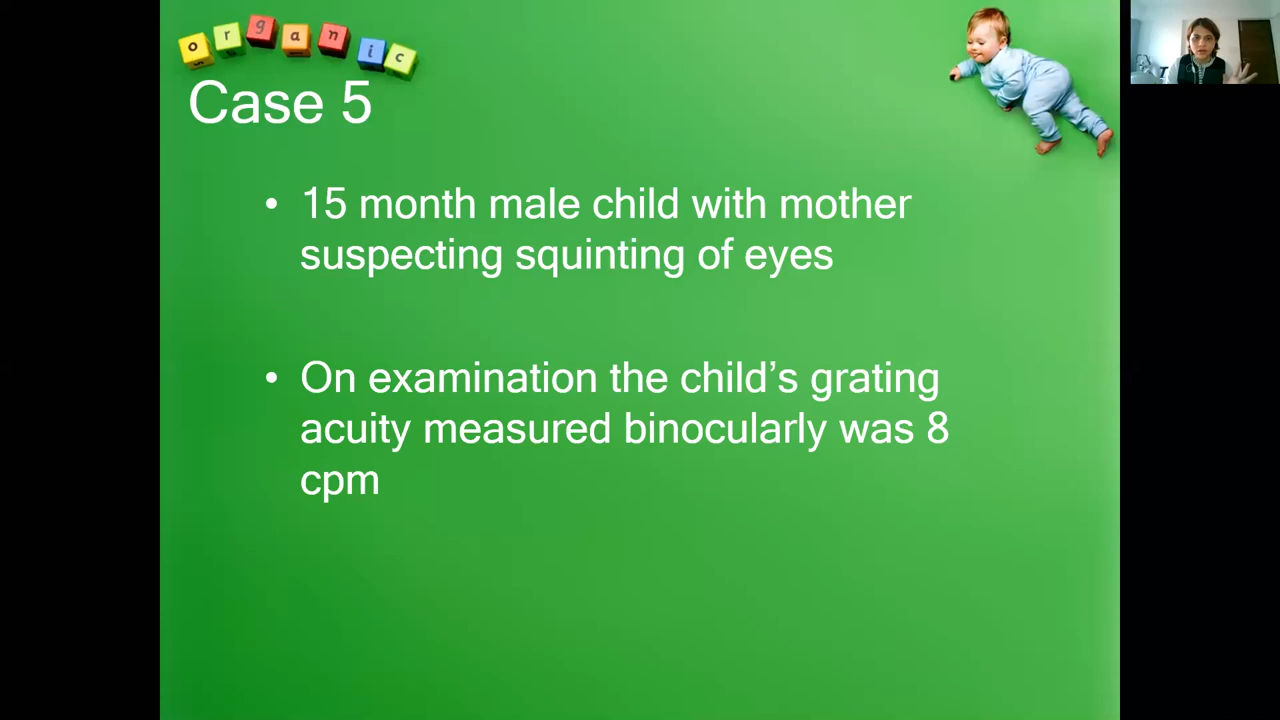 organic
Case 5
• 15 month male child with mother
suspecting squinting of eyes
• On examination the child’s grating
acuity measured binocularly was 8
cpm